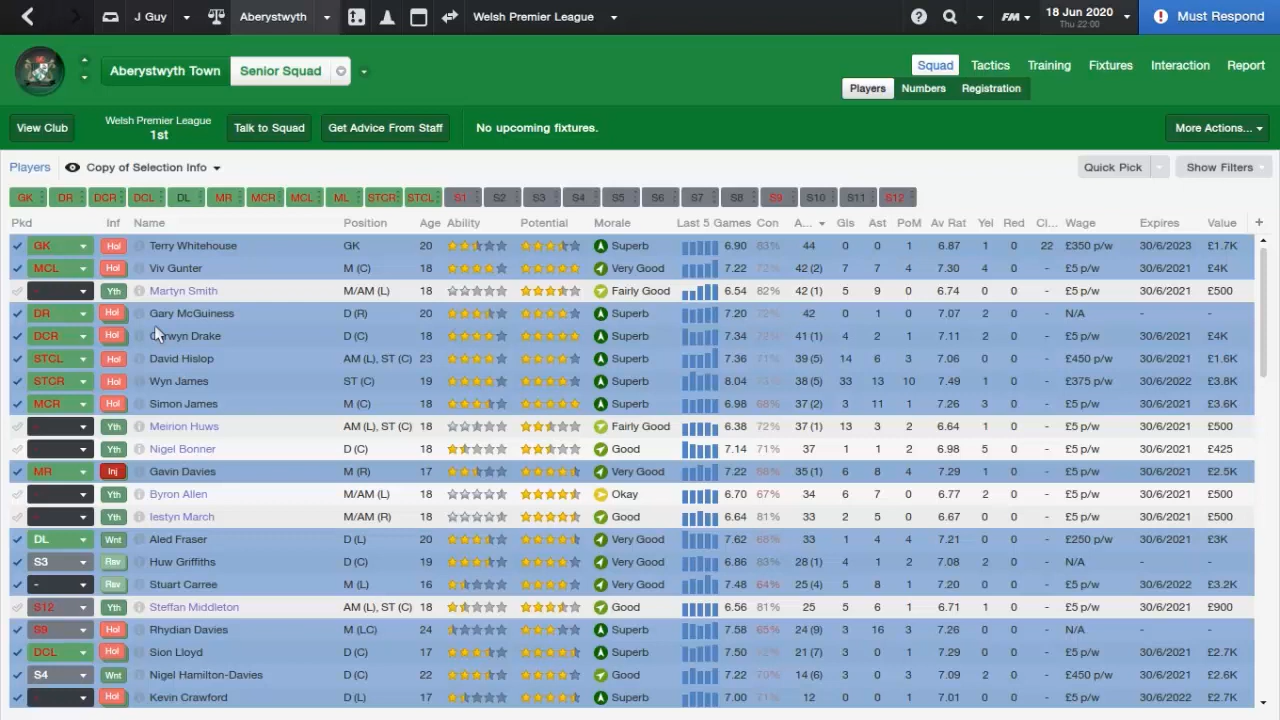 J Guy Aberystwyth Welsh Premier League FM 18 Jun 2020 Thu 22:00 Must Respond
Aberystwyth Town Senior Squad Squad Tactics Training Fixtures Interaction Report
Players Numbers Registration
View Club Welsh Premier League 1st Talk to Squad Get Advice From Staff No upcoming fixtures. More Actions...
Players Copy of Selection Info Quick Pick Show Filters
GK DR DCR DCL DL MR MCR MCL ML STCR STCL S1 S2 S3 S4 S5 S6 S7 S8 S9 S10 S11 S12
Pkd Inf Name Position Age Ability Potential Morale Last 5 Games Con A... Gls Ast PoM Av Rat Yel Red Cl... Wage Expires Value +
GK Hol Terry Whitehouse GK 20 Superb 6.90 83% 44 0 0 1 6.87 1 0 22 £350 p/w 30/6/2023 £1.7K
MCL Hol Viv Gunter M (C) 18 Very Good 7.22 72% 42 (2) 7 7 4 7.30 4 0 - £5 p/w 30/6/2021 £4K
Yth Martyn Smith M/AM (L) 18 Fairly Good 6.54 82% 42 (1) 5 9 0 6.74 0 0 - £5 p/w 30/6/2021 £500
DR Hol Gary McGuiness D (R) 18 Superb 7.20 72% 42 0 1 0 7.07 2 0 - N/A - -
DCR Hol rwyn Drake D (C) 18 Superb 7.34 72% 41 (1) 4 2 1 7.11 2 0 - £5 p/w 30/6/2021 £4K
STCL Hol David Hislop AM (L), ST (C) 23 Superb 7.36 71% 39 (5) 14 6 3 7.06 0 0 - £450 p/w 30/6/2021 £1.6K
STCR Hol Wyn James ST (C) 19 Superb 8.04 38 (5) 33 13 10 7.49 1 0 - £375 p/w 30/6/2022 £3.8K
MCR Hol Simon James M (C) 18 Superb 6.98 68% 37 (2) 3 11 1 7.26 3 0 - £5 p/w 30/6/2021 £3.6K
Yth Meirion Huws AM (L), ST (C) 18 Fairly Good 6.38 72% 37 (1) 13 3 2 6.64 1 0 - £5 p/w 30/6/2021 £500
Yth Nigel Bonner D (C) 18 Good 7.14 71% 37 1 1 2 6.98 5 0 - £5 p/w 30/6/2021 £425
MR Inj Gavin Davies M (R) 17 Very Good 7.22 58% 35 (1) 6 8 4 7.29 1 0 - £5 p/w 30/6/2021 £2.5K
Yth Byron Allen M/AM (L) 18 Okay 6.70 67% 34 6 7 0 6.77 2 0 - £5 p/w 30/6/2021 £500
Yth Iestyn March M/AM (R) 18 Good 6.64 81% 33 2 5 0 6.67 0 0 - £5 p/w 30/6/2021 £500
DL Wnt Aled Fraser D (L) 20 Very Good 7.62 68% 33 1 4 4 7.21 0 0 - £250 p/w 30/6/2021 £3K
S3 Rsv Huw Griffiths D (C) 19 Very Good 6.86 83% 28 (1) 4 1 2 7.08 2 0 - N/A - -
- Rsv Stuart Carree M (L) 16 Very Good 7.48 64% 27 (1) 5 8 1 7.20 0 0 - £5 p/w 30/6/2022 £3.2K
S12 Yth Steffan Middleton AM (L), ST (C) 18 Good 6.56 81% 25 5 6 1 6.71 1 0 - £5 p/w 30/6/2021 £900
S9 Hol Rhydian Davies M (LC) 24 Superb 7.58 65% 24 (9) 3 16 3 7.26 0 0 - N/A - -
DCL Hol Sion Lloyd D (C) 17 Superb 7.50 21 (7) 3 0 1 7.29 0 0 - £5 p/w 30/6/2021 £2.7K
S4 Wnt Nigel Hamilton-Davies D (C) 22 Good 7.22 70% 14 (6) 3 0 3 7.09 2 0 - £450 p/w 30/6/2021 £2.6K
Hol Kevin Crawford D (L) 17 Superb 7.00 71% 8 0 0 0 7.01 0 0 - £5 p/w 30/6/2022 £2.7K